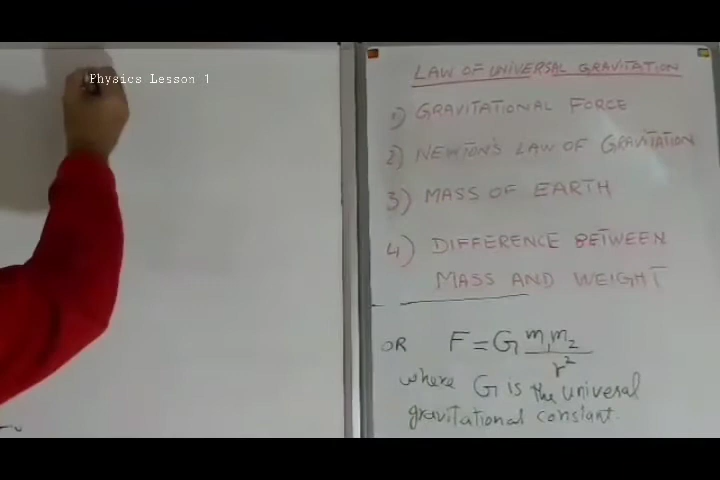 Physics Lesson 1
LAW OF UNIVERSAL GRAVITATION
1) GRAVITATIONAL FORCE
2) NEWTON'S LAW OF GRAVITATION
3) MASS OF EARTH
4) DIFFERENCE BETWEEN
MASS AND WEIGHT
OR F = G m₁m₂ / r²
where G is the universal
gravitational constant.